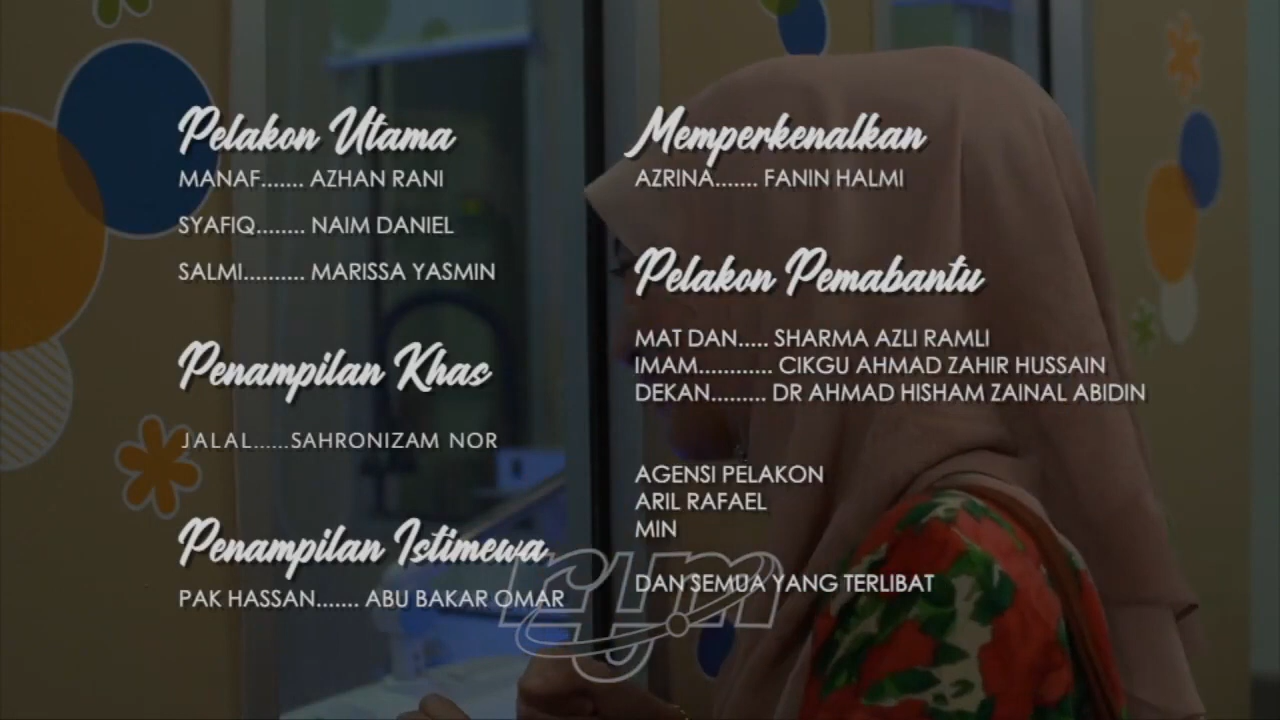 Pelakon Utama
MANAF....... AZHAN RANI
SYAFIQ........ NAIM DANIEL
SALMI.......... MARISSA YASMIN
Penampilan Khas
JALAL......SAHRONIZAM NOR
Penampilan Istimewa
PAK HASSAN....... ABU BAKAR OMAR
Memperkenalkan
AZRINA....... FANIN HALMI
Pelakon Pemabantu
MAT DAN..... SHARMA AZLI RAMLI
IMAM............ CIKGU AHMAD ZAHIR HUSSAIN
DEKAN......... DR AHMAD HISHAM ZAINAL ABIDIN
AGENSI PELAKON
ARIL RAFAEL
MIN
DAN SEMUA YANG TERLIBAT